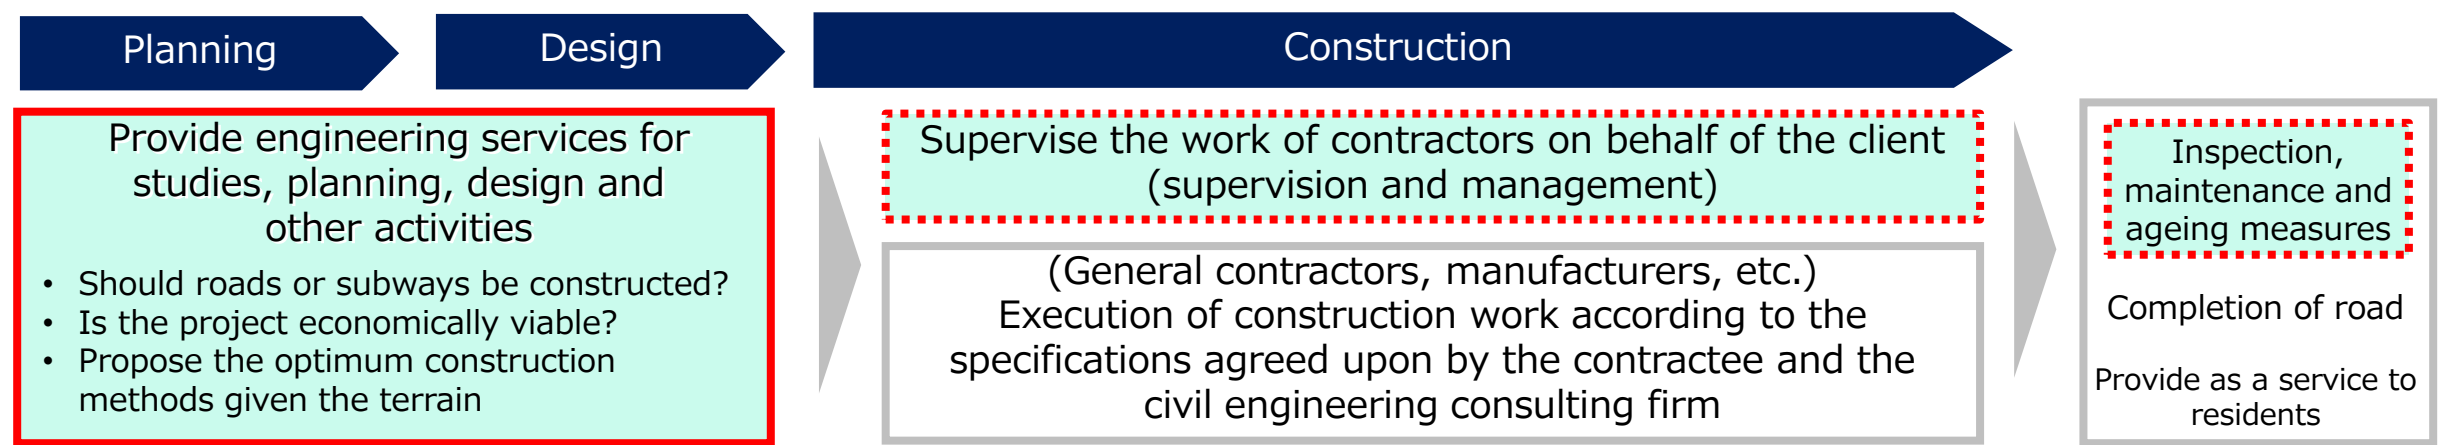 Planning
Design
Construction
Provide engineering services for
studies, planning, design and
other activities
• Should roads or subways be constructed?
• Is the project economically viable?
• Propose the optimum construction
methods given the terrain
Supervise the work of contractors on behalf of the client
(supervision and management)
(General contractors, manufacturers, etc.)
Execution of construction work according to the
specifications agreed upon by the contractee and the
civil engineering consulting firm
Inspection,
maintenance and
ageing measures
Completion of road
Provide as a service to
residents